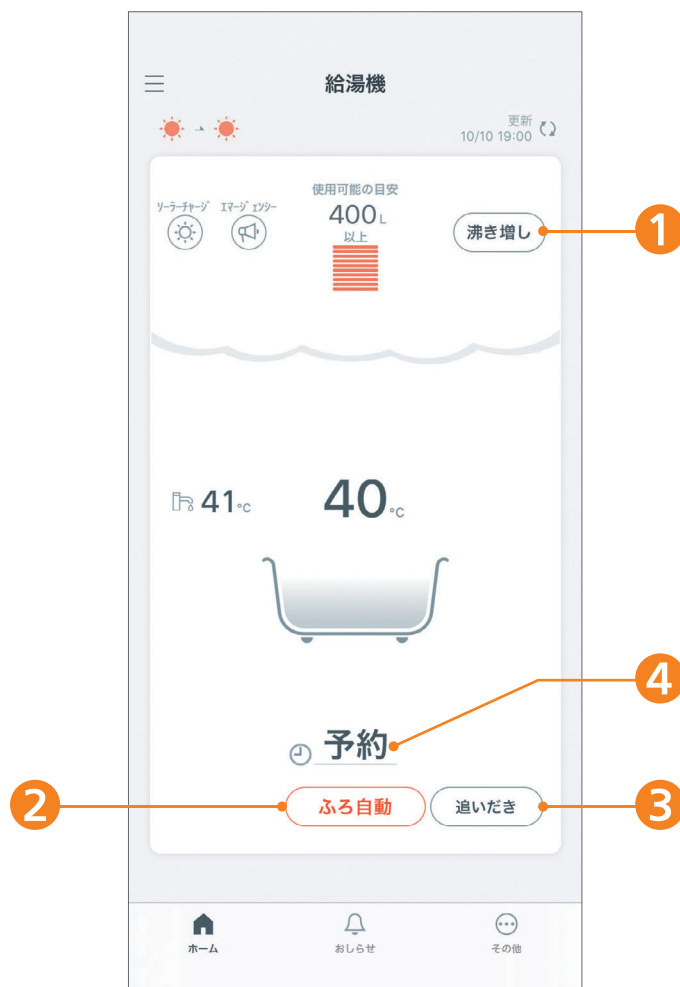 給湯機
更新
10/10 19:00
ソーラーチャージ エマージェンシー
使用可能の目安
400L
以上
沸き増し
1
41℃
40℃
4
予約
2
ふろ自動
追いだき
3
ホーム
おしらせ
その他